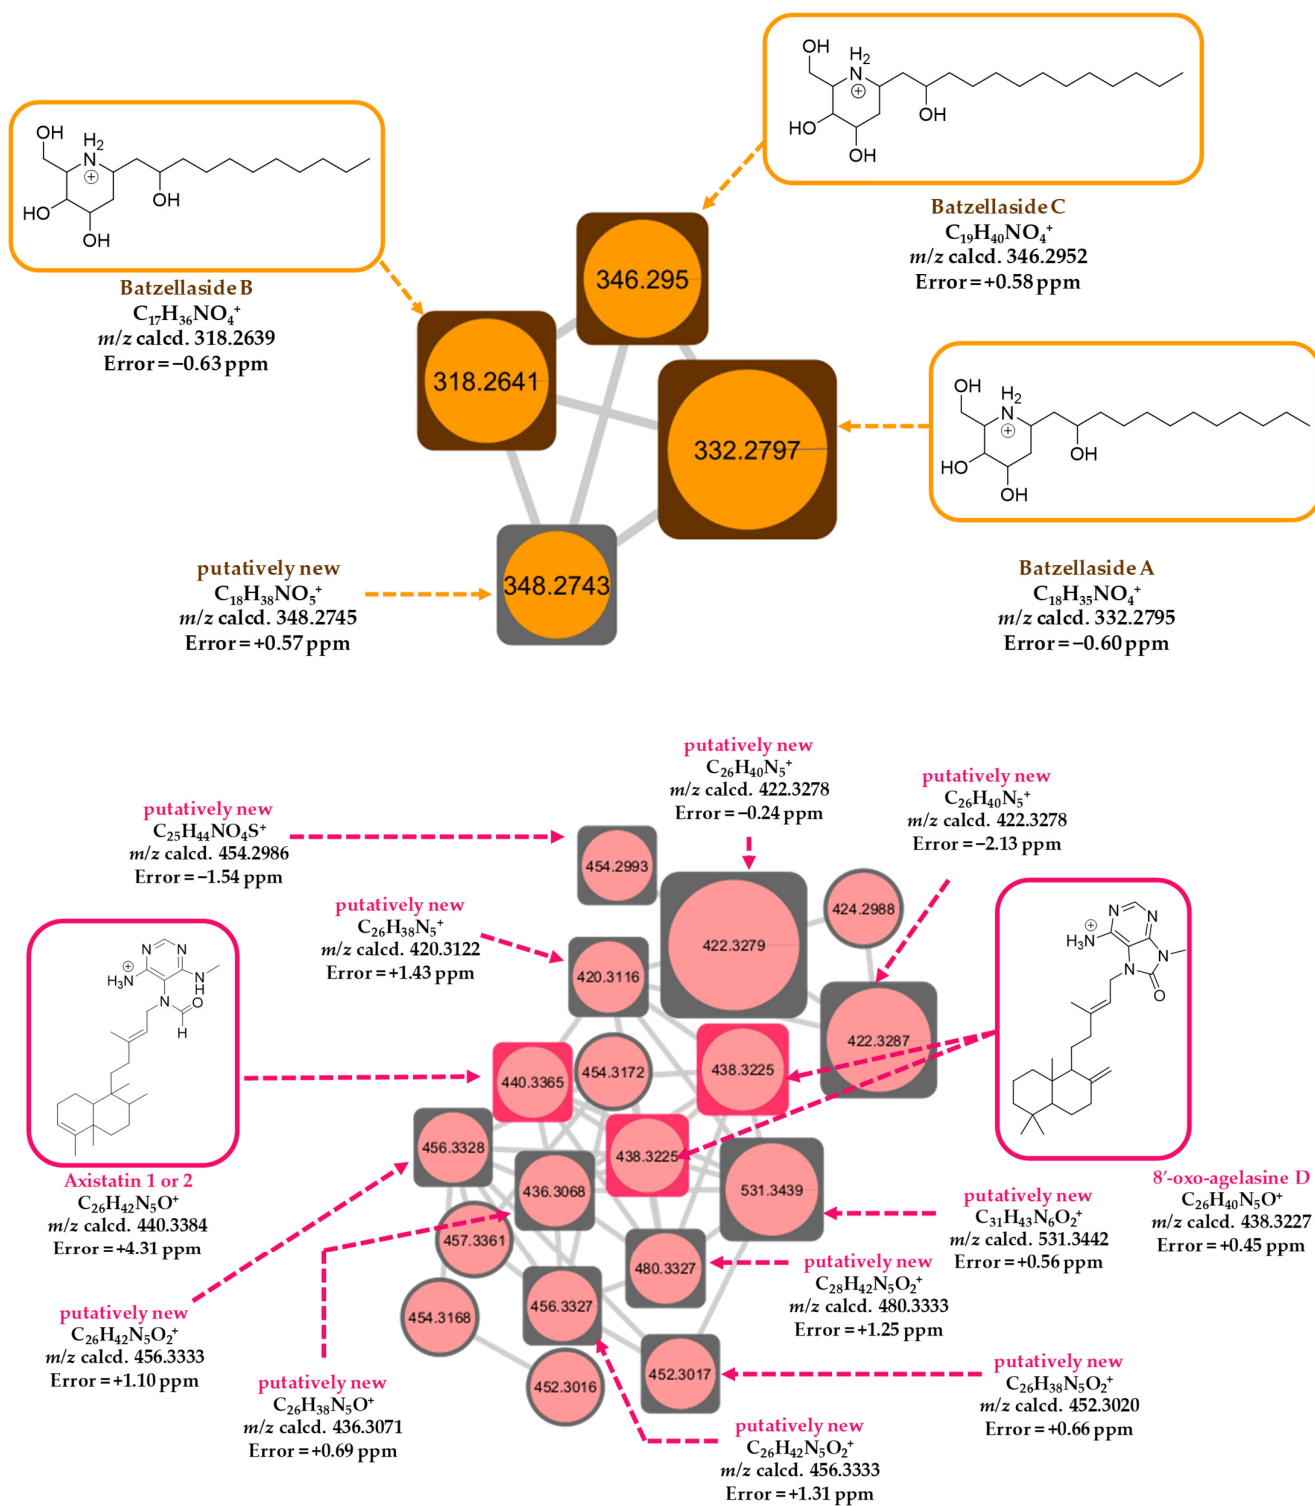 OH
H2
N
⊕
OH
HO
OH
Batzellaside C
C19H40NO4+
m/z calcd. 346.2952
Error = +0.58 ppm
OH
H2
N
⊕
OH
HO
OH
Batzellaside B
C17H36NO4+
m/z calcd. 318.2639
Error = −0.63 ppm
346.295
318.2641
332.2797
348.2743
OH
H2
N
⊕
OH
HO
OH
Batzellaside A
C18H35NO4+
m/z calcd. 332.2795
Error = −0.60 ppm
putatively new
C18H38NO5+
m/z calcd. 348.2745
Error = +0.57 ppm
putatively new
C26H40N5+
m/z calcd. 422.3278
Error = −0.24 ppm
putatively new
C26H40N5+
m/z calcd. 422.3278
Error = −2.13 ppm
putatively new
C25H44NO4S+
m/z calcd. 454.2986
Error = −1.54 ppm
putatively new
C26H38N5+
m/z calcd. 420.3122
Error = +1.43 ppm
454.2993
422.3279
424.2988
420.3116
422.3287
440.3365
454.3172
438.3225
456.3328
436.3068
438.3225
531.3439
457.3361
480.3327
456.3327
454.3168
452.3016
452.3017
N
N
⊕
H3N
N
H
N
O
H
Axistatin 1 or 2
C26H42N5O+
m/z calcd. 440.3384
Error = +4.31 ppm
N
⊕
N
H3N
N
N
O
8′-oxo-agelasine D
C26H40N5O+
m/z calcd. 438.3227
Error = +0.45 ppm
putatively new
C31H43N6O2+
m/z calcd. 531.3442
Error = +0.56 ppm
putatively new
C28H42N5O2+
m/z calcd. 480.3333
Error = +1.25 ppm
putatively new
C26H42N5O2+
m/z calcd. 456.3333
Error = +1.10 ppm
putatively new
C26H38N5O+
m/z calcd. 436.3071
Error = +0.69 ppm
putatively new
C26H38N5O2+
m/z calcd. 452.3020
Error = +0.66 ppm
putatively new
C26H42N5O2+
m/z calcd. 456.3333
Error = +1.31 ppm